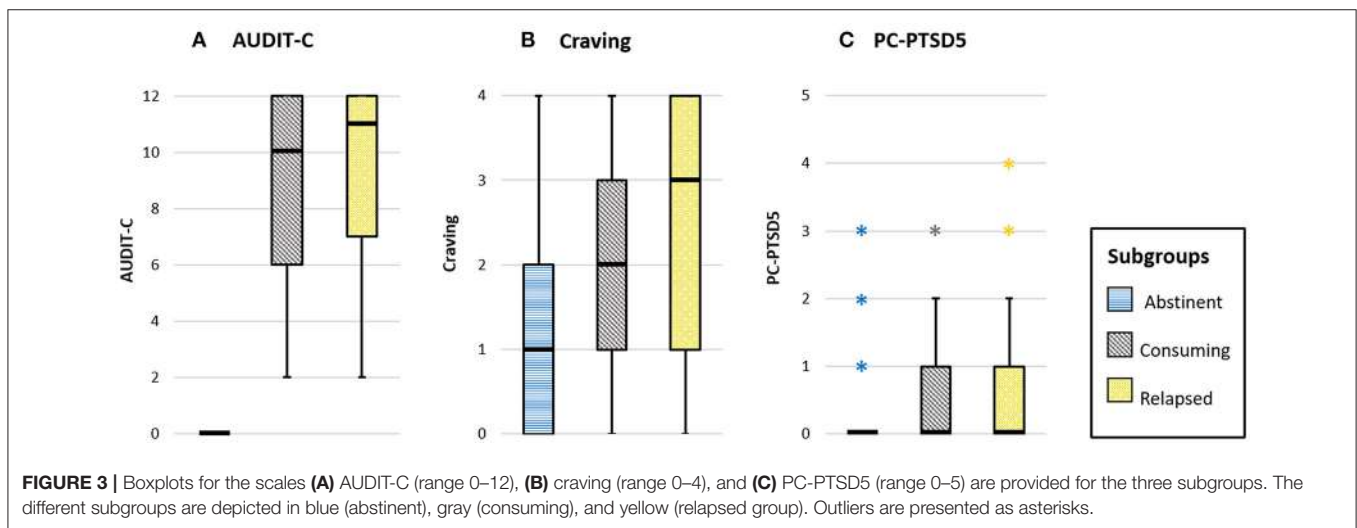 A AUDIT-C
AUDIT-C
12
10
8
6
4
2
0
B Craving
Craving
4
3
2
1
0
C PC-PTSD5
PC-PTSD5
5
4
3
2
1
0
Subgroups
Abstinent
Consuming
Relapsed
FIGURE 3 | Boxplots for the scales (A) AUDIT-C (range 0–12), (B) craving (range 0–4), and (C) PC-PTSD5 (range 0–5) are provided for the three subgroups. The
different subgroups are depicted in blue (abstinent), gray (consuming), and yellow (relapsed group). Outliers are presented as asterisks.